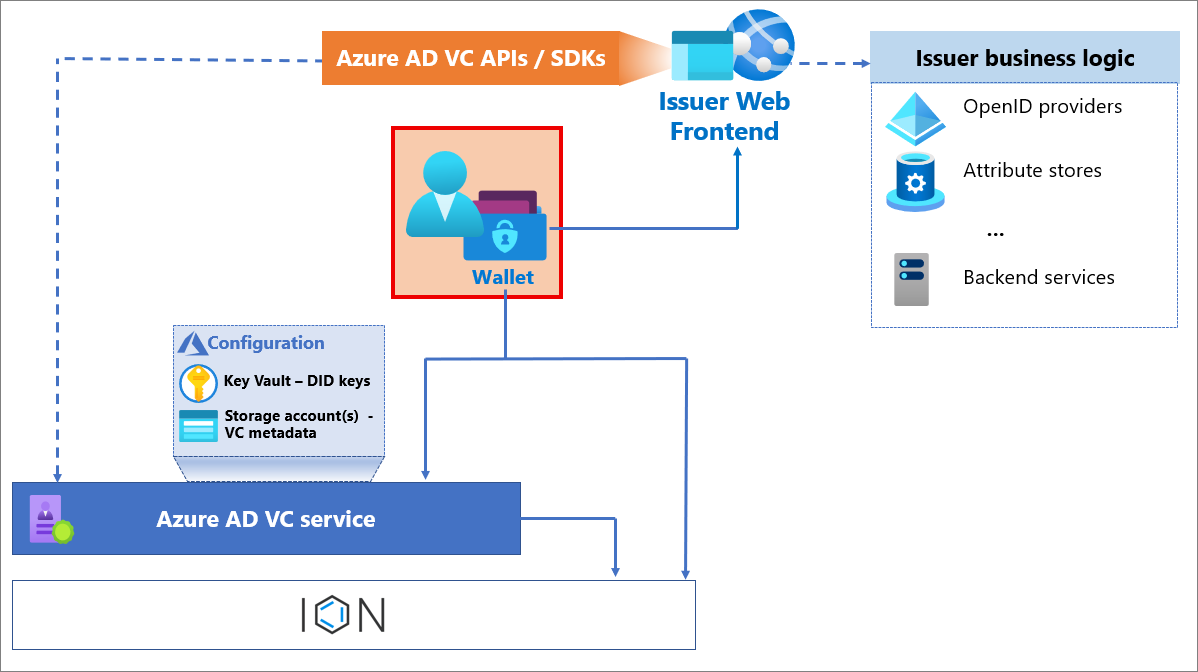 Azure AD VC APIs / SDKs
Issuer Web
Frontend
Issuer business logic
OpenID providers
Attribute stores
...
Backend services
Wallet
Configuration
Key Vault – DID keys
Storage account(s)  -
VC metadata
Azure AD VC service
ION